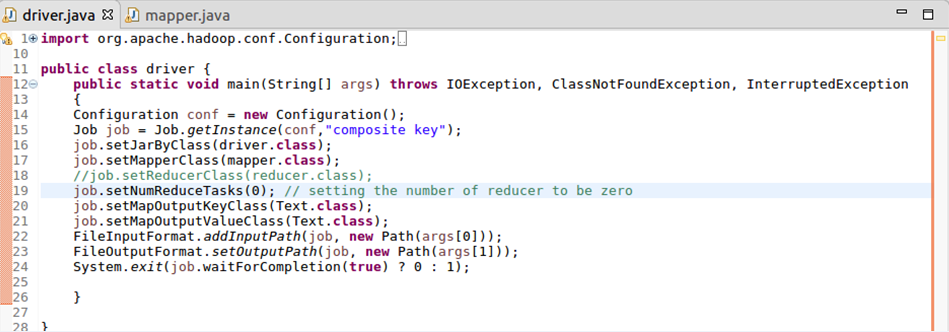 driver.java mapper.java
1 import org.apache.hadoop.conf.Configuration;
10
11 public class driver {
12 public static void main(String[] args) throws IOException, ClassNotFoundException, InterruptedException
13 {
14 Configuration conf = new Configuration();
15 Job job = Job.getInstance(conf,"composite key");
16 job.setJarByClass(driver.class);
17 job.setMapperClass(mapper.class);
18 //job.setReducerClass(reducer.class);
19 job.setNumReduceTasks(0); // setting the number of reducer to be zero
20 job.setMapOutputKeyClass(Text.class);
21 job.setMapOutputValueClass(Text.class);
22 FileInputFormat.addInputPath(job, new Path(args[0]));
23 FileOutputFormat.setOutputPath(job, new Path(args[1]));
24 System.exit(job.waitForCompletion(true) ? 0 : 1);
25
26 }
27
28 }